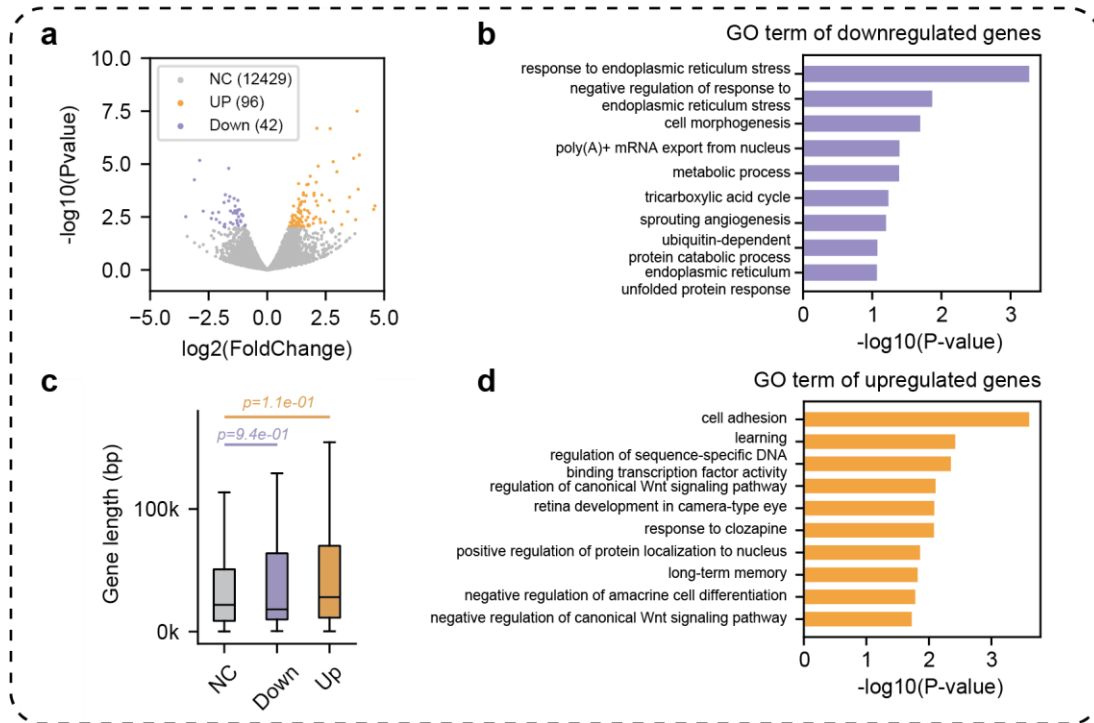 a
10.0
7.5
5.0
2.5
0.0
-log10(Pvalue)
NC (12429)
UP (96)
Down (42)
−5.0
−2.5
0.0
2.5
5.0
log2(FoldChange)
b
GO term of downregulated genes
response to endoplasmic reticulum stress
negative regulation of response to
endoplasmic reticulum stress
cell morphogenesis
poly(A)+ mRNA export from nucleus
metabolic process
tricarboxylic acid cycle
sprouting angiogenesis
ubiquitin-dependent
protein catabolic process
endoplasmic reticulum
unfolded protein response
0
1
2
3
-log10(P-value)
c
p=1.1e-01
p=9.4e-01
Gene length (bp)
100k
0k
NC
Down
Up
d
GO term of upregulated genes
cell adhesion
learning
regulation of sequence-specific DNA
binding transcription factor activity
regulation of canonical Wnt signaling pathway
retina development in camera-type eye
response to clozapine
positive regulation of protein localization to nucleus
long-term memory
negative regulation of amacrine cell differentiation
negative regulation of canonical Wnt signaling pathway
0
1
2
3
-log10(P-value)